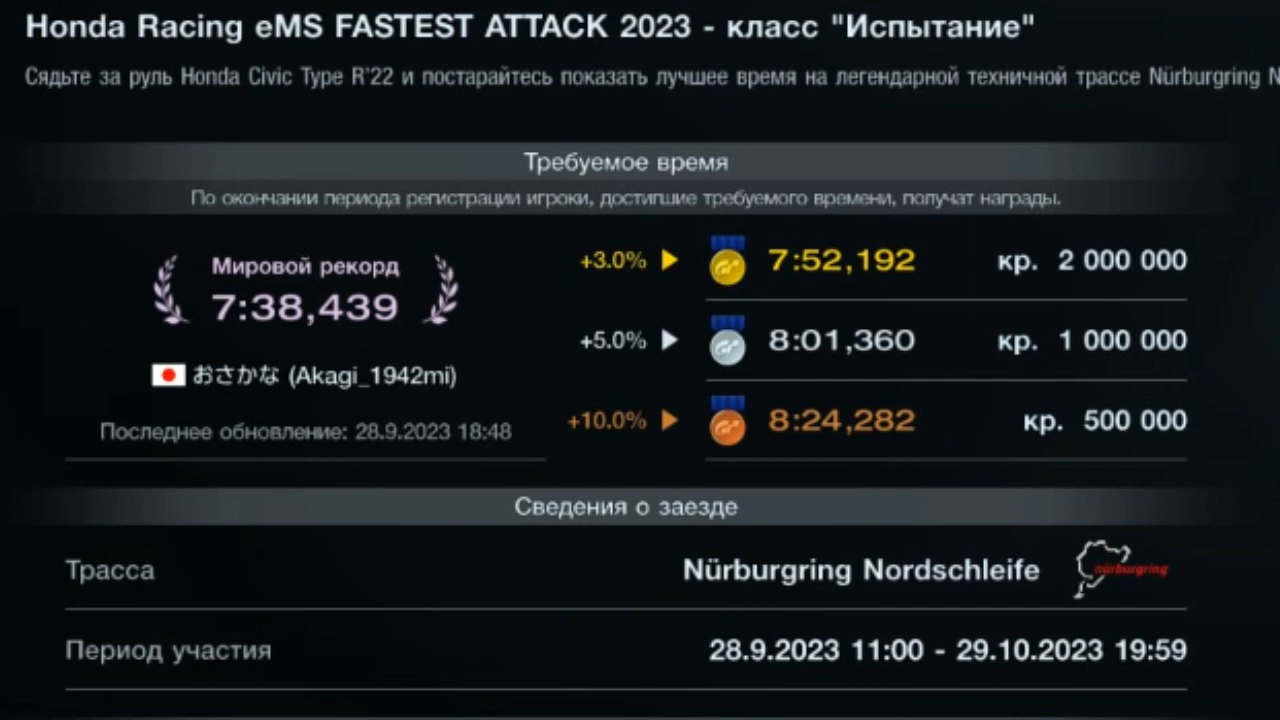 Honda Racing eMS FASTEST ATTACK 2023 - класс "Испытание"
Сядьте за руль Honda Civic Type R'22 и постарайтесь показать лучшее время на легендарной техничной трассе Nürburgring N
Требуемое время
По окончании периода регистрации игроки, достигшие требуемого времени, получат награды.
Мировой рекорд
7:38,439
おさかな (Akagi_1942mi)
Последнее обновление: 28.9.2023 18:48
+3.0% 7:52,192 кр. 2 000 000
+5.0% 8:01,360 кр. 1 000 000
+10.0% 8:24,282 кр. 500 000
Сведения о заезде
Трасса Nürburgring Nordschleife nürburgring
Период участия 28.9.2023 11:00 - 29.10.2023 19:59